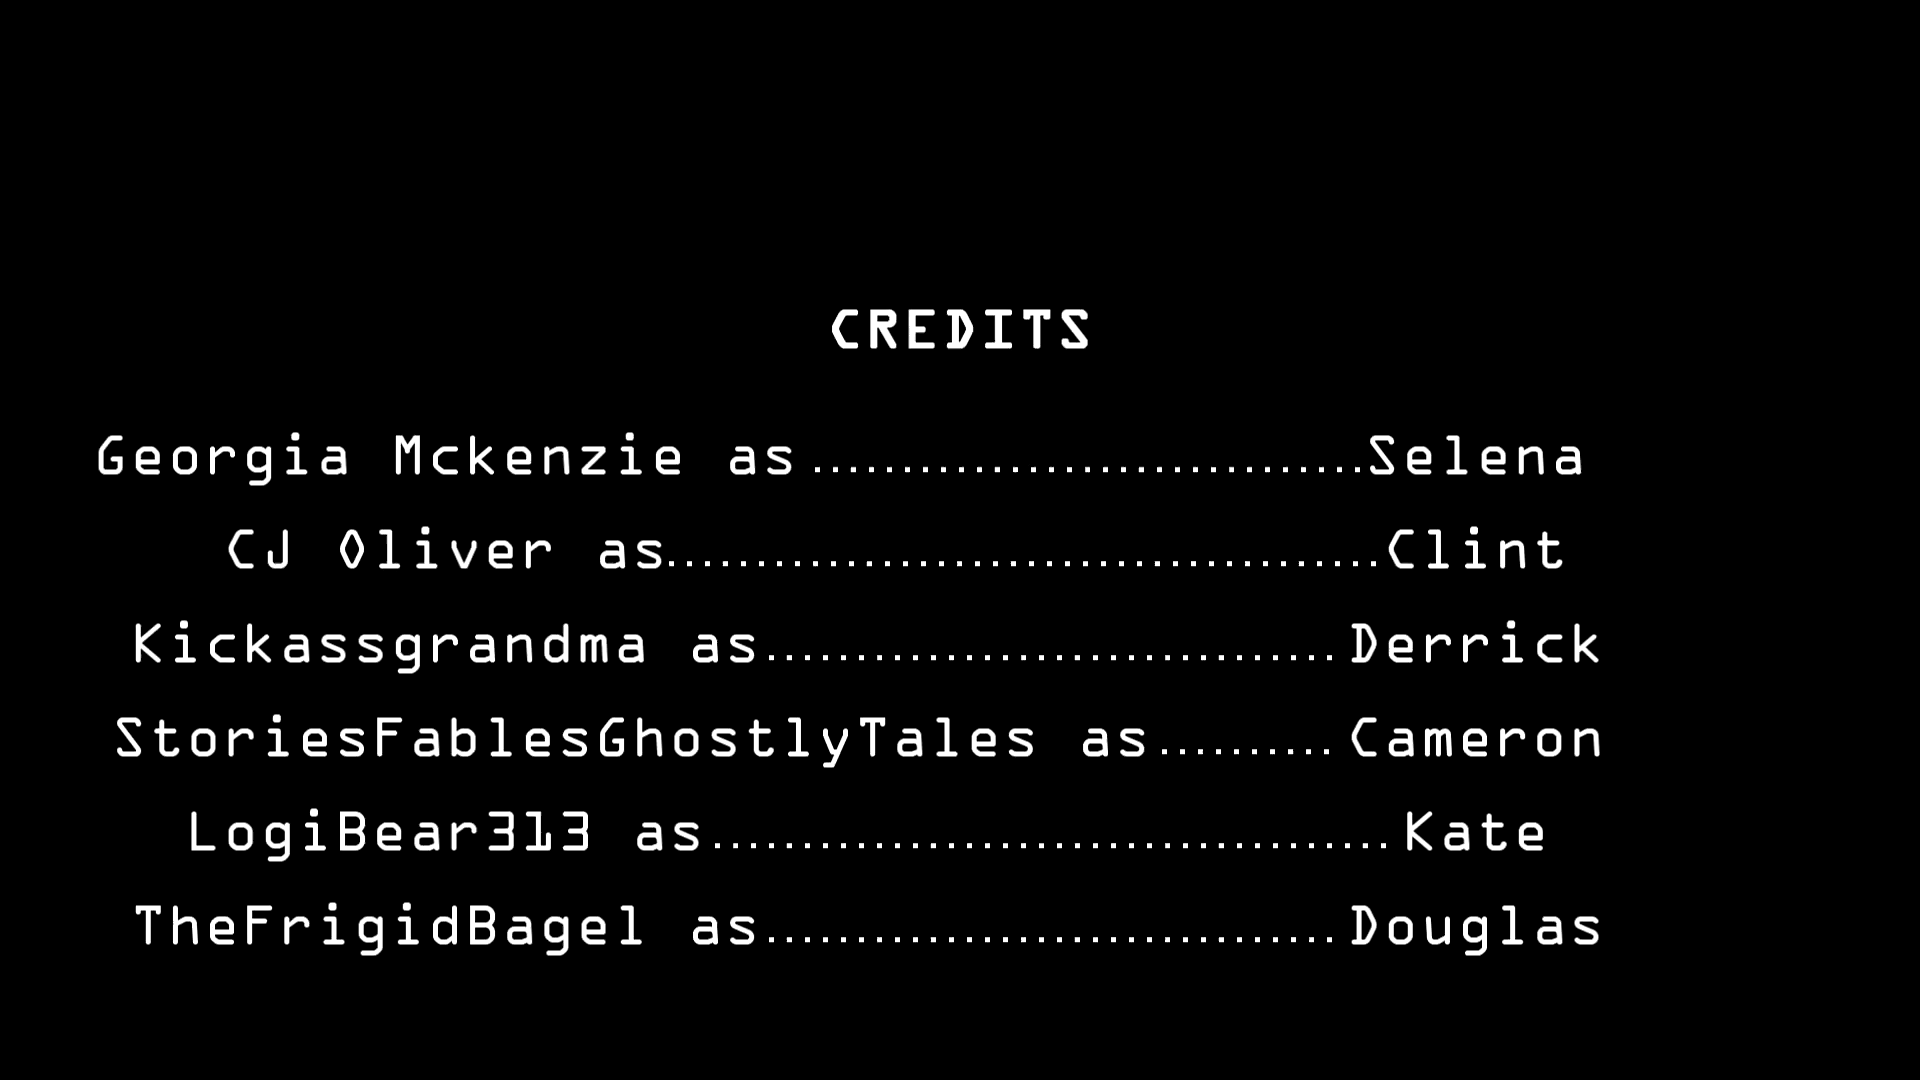 CREDITS
Georgia Mckenzie as ...............................Selena
CJ Oliver as........................................Clint
Kickassgrandma as................................ Derrick
StoriesFablesGhostlyTales as.......... Cameron
LogiBear313 as...................................... Kate
TheFrigidBagel as................................ Douglas